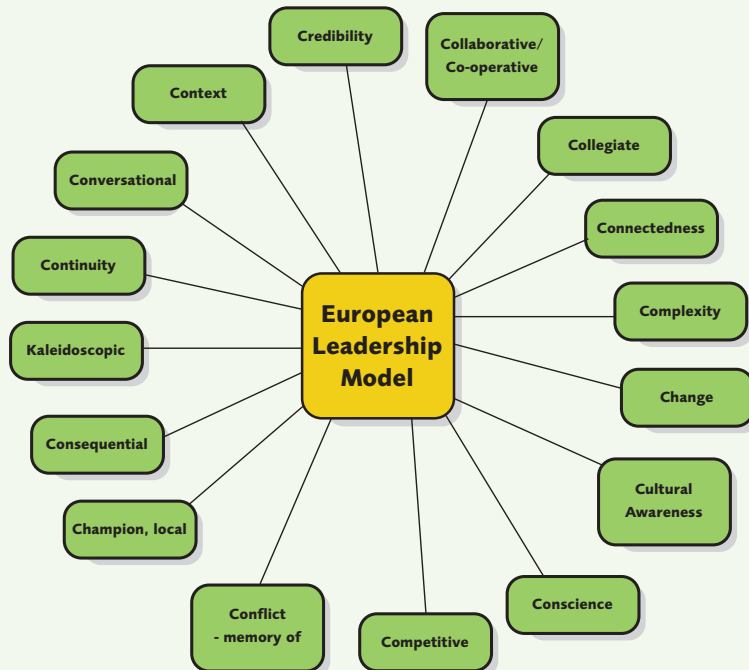 Credibility
Collaborative/
Co-operative
Context
Collegiate
Conversational
Connectedness
Continuity
Complexity
European
Leadership
Model
Kaleidoscopic
Change
Consequential
Cultural
Awareness
Champion, local
Conscience
Conflict
- memory of
Competitive